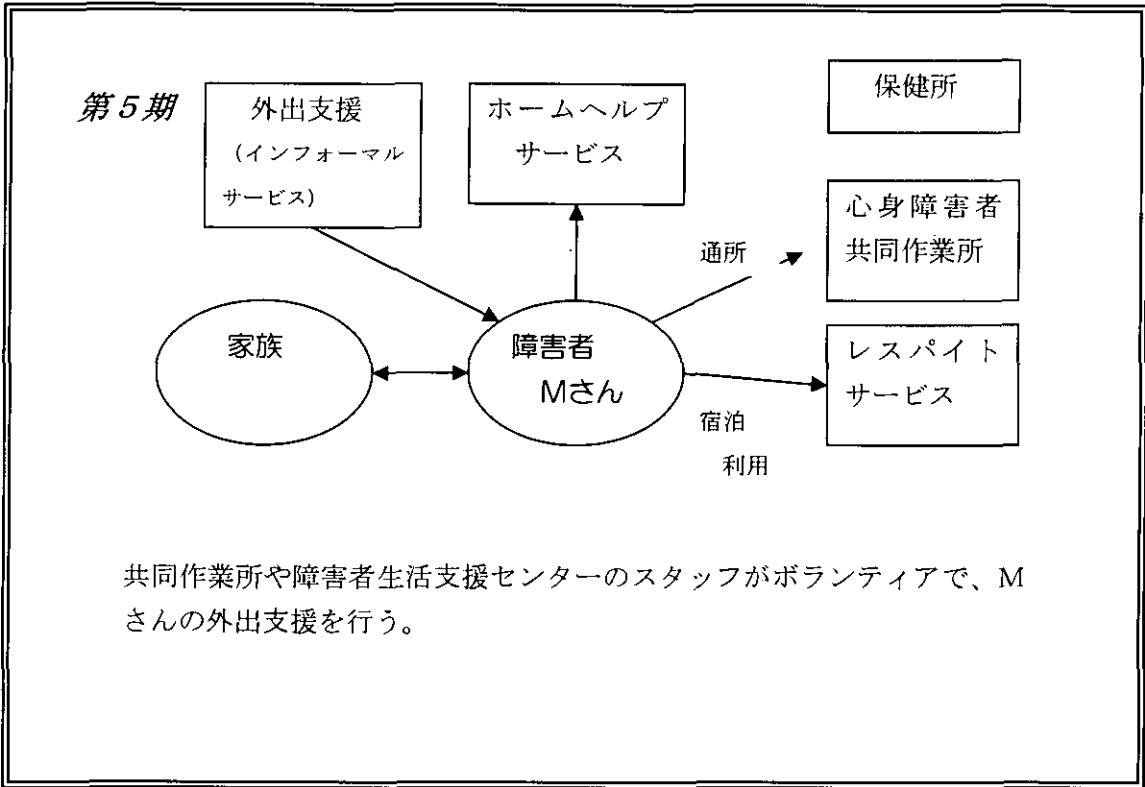 第5期
外出支援
(インフォーマル
サービス)
ホームヘルプ
サービス
保健所
心身障害者
共同作業所
通所
家族
障害者
Mさん
レスパイト
サービス
宿泊
利用
共同作業所や障害者生活支援センターのスタッフがボランティアで、M
さんの外出支援を行う。